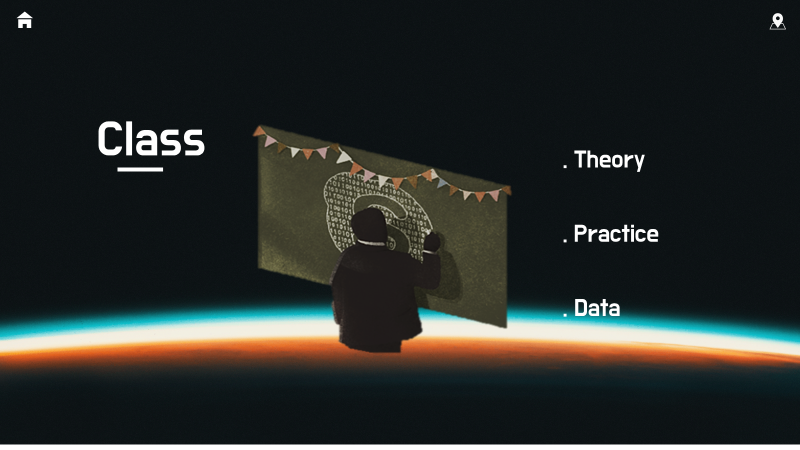 Class
. Theory
. Practice
. Data